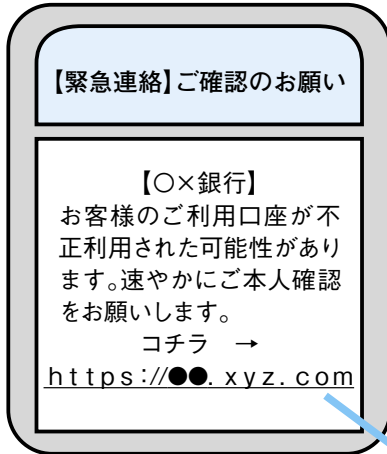 【緊急連絡】ご確認のお願い
【○×銀行】
お客様のご利用口座が不
正利用された可能性があり
ます。速やかにご本人確認
をお願いします。
コチラ　→
https://●●.xyz.com